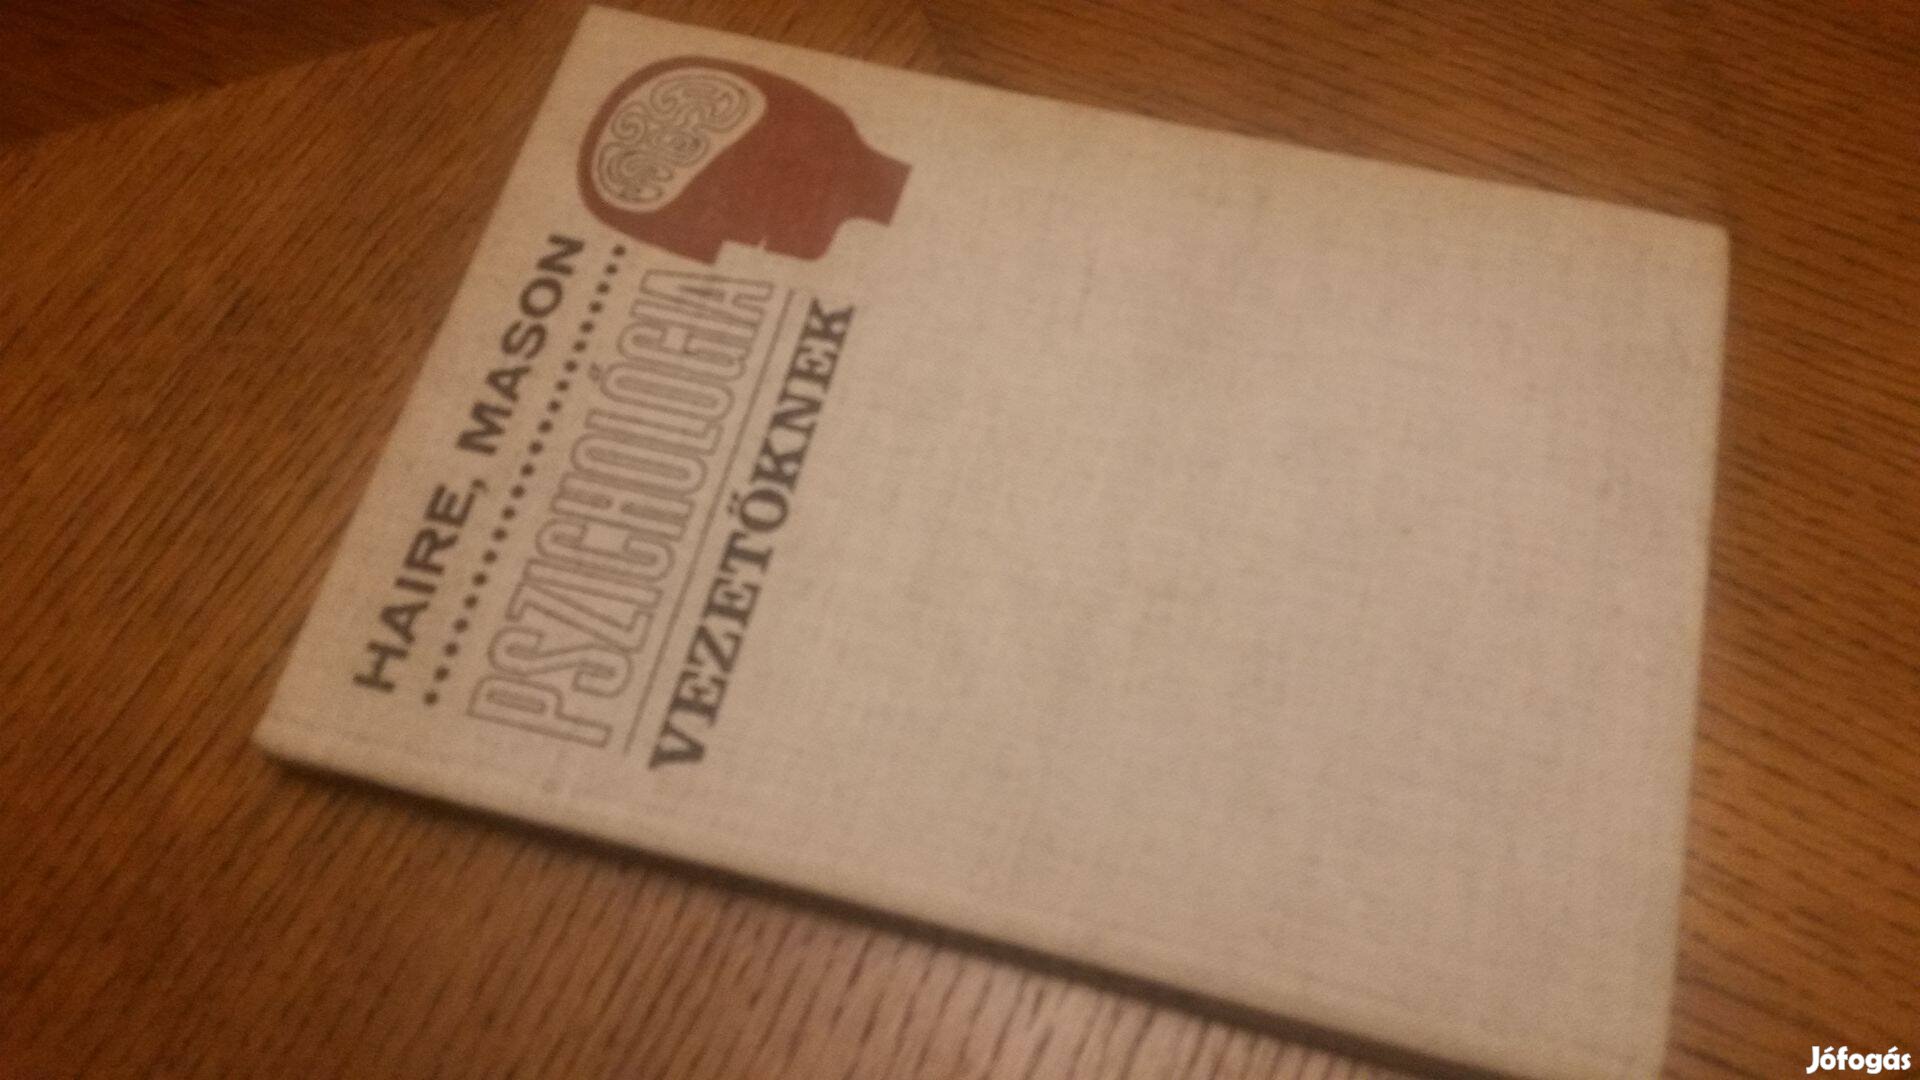 HAIRE, MASON
PSZICHOLÓGIA
VEZETŐKNEK
Jófogás